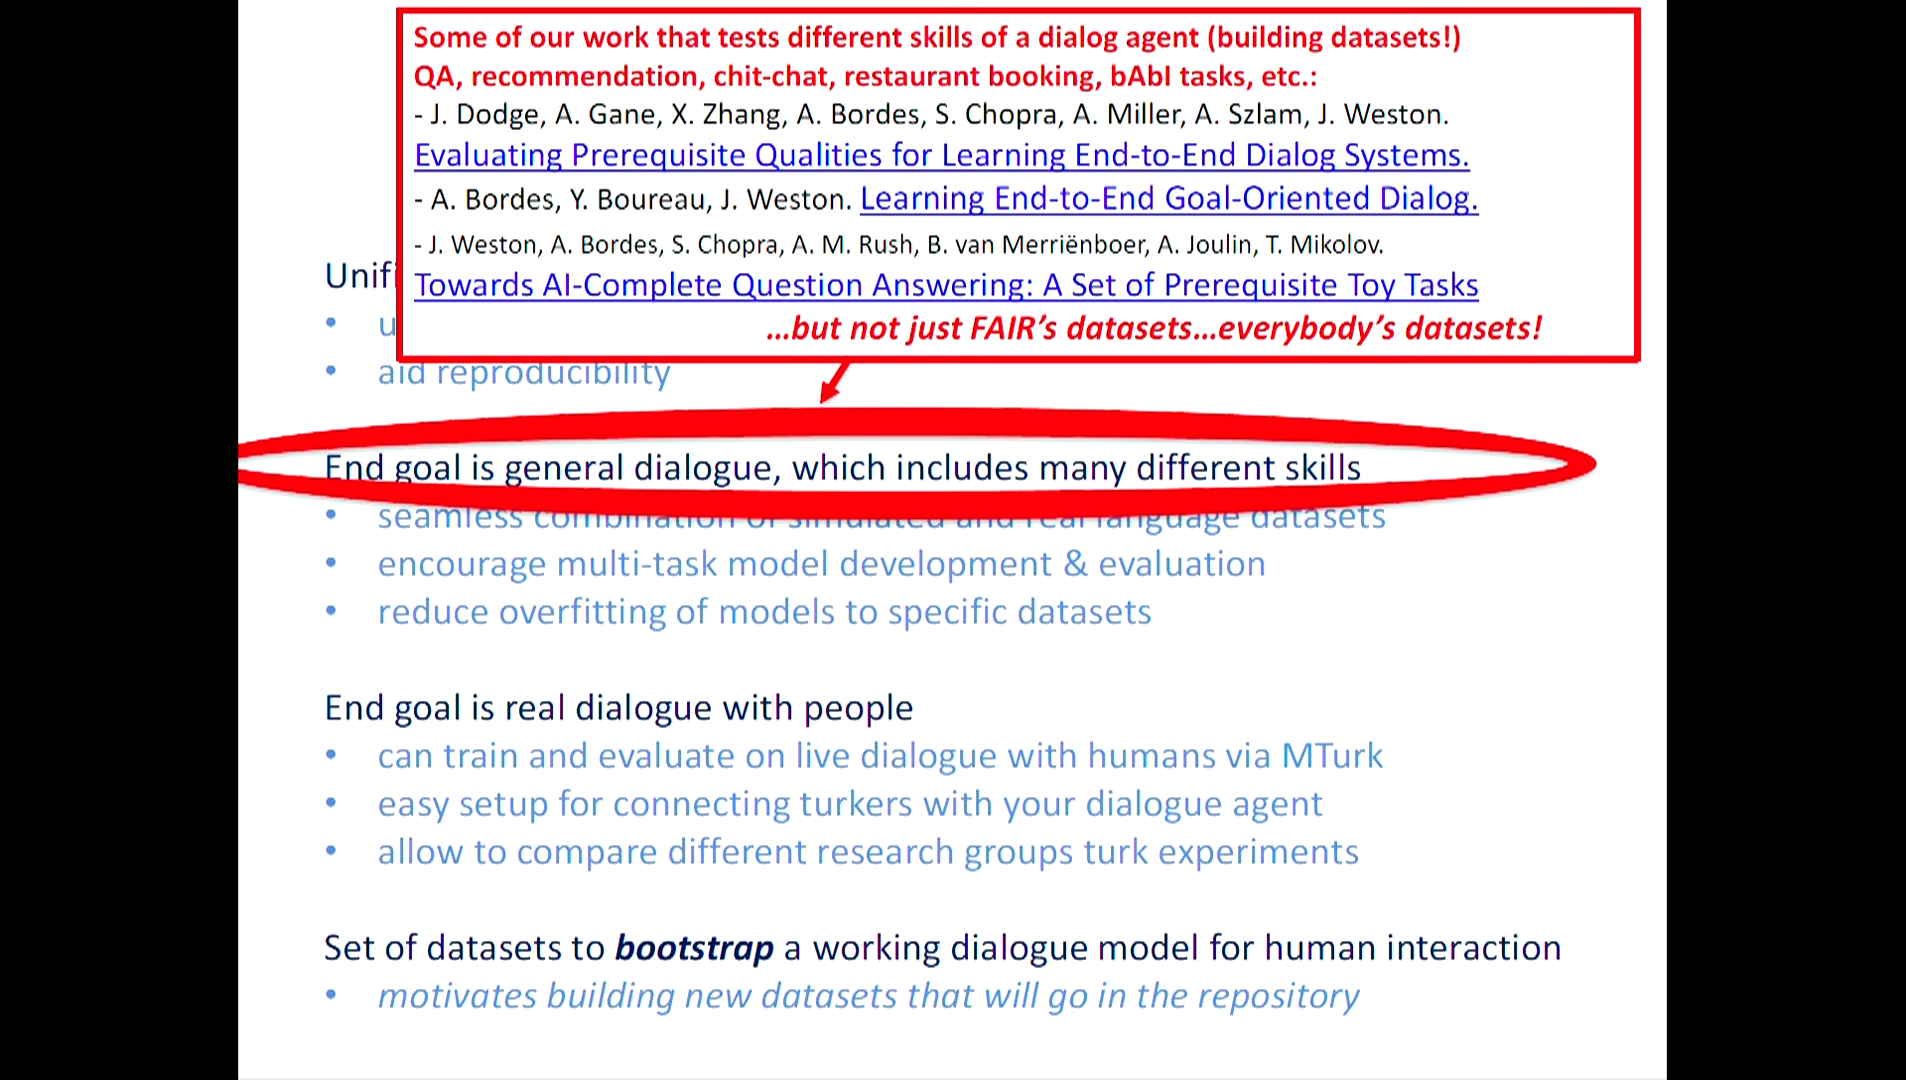 Some of our work that tests different skills of a dialog agent (building datasets!)
QA, recommendation, chit-chat, restaurant booking, bAbI tasks, etc.:
- J. Dodge, A. Gane, X. Zhang, A. Bordes, S. Chopra, A. Miller, A. Szlam, J. Weston.
Evaluating Prerequisite Qualities for Learning End-to-End Dialog Systems.
- A. Bordes, Y. Boureau, J. Weston. Learning End-to-End Goal-Oriented Dialog.
- J. Weston, A. Bordes, S. Chopra, A. M. Rush, B. van Merriënboer, A. Joulin, T. Mikolov.
Towards AI-Complete Question Answering: A Set of Prerequisite Toy Tasks
...but not just FAIR's datasets...everybody's datasets!
• aid reproducibility
End goal is general dialogue, which includes many different skills
• seamless combination of simulated and real language datasets
• encourage multi-task model development & evaluation
• reduce overfitting of models to specific datasets
End goal is real dialogue with people
• can train and evaluate on live dialogue with humans via MTurk
• easy setup for connecting turkers with your dialogue agent
• allow to compare different research groups turk experiments
Set of datasets to bootstrap a working dialogue model for human interaction
• motivates building new datasets that will go in the repository